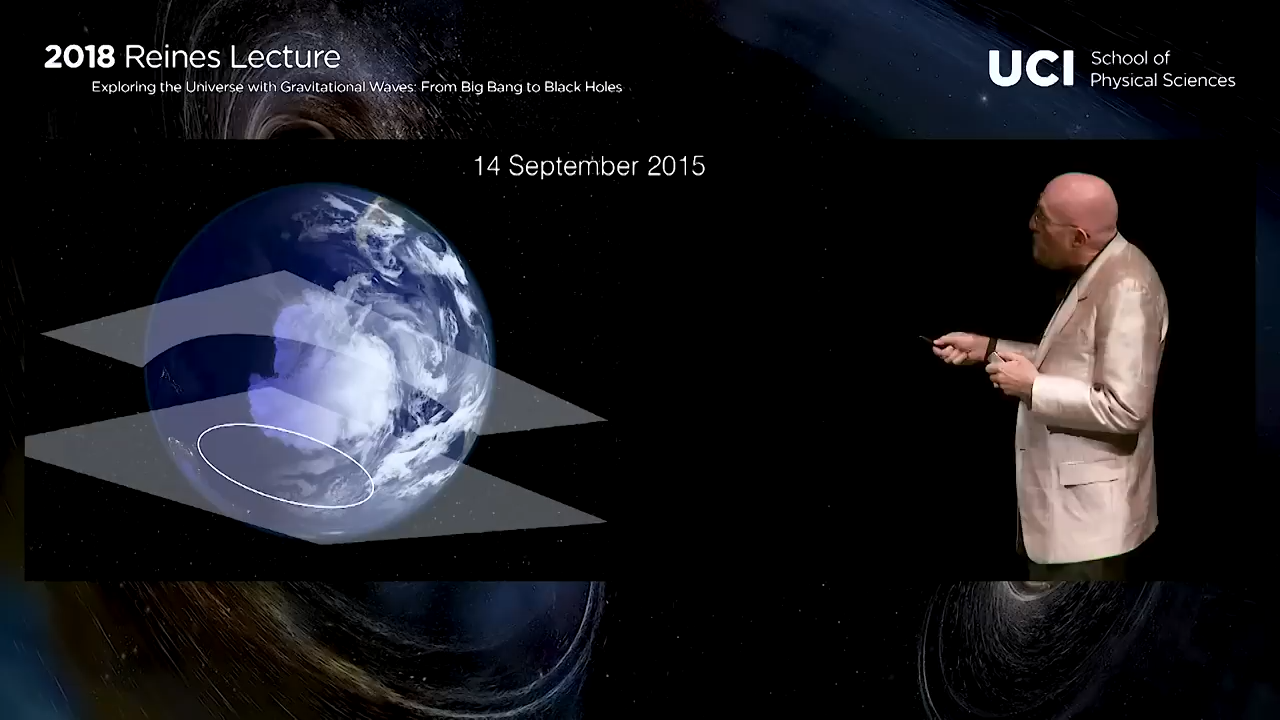 2018 Reines Lecture
Exploring the Universe with Gravitational Waves: From Big Bang to Black Holes
UCI School of
Physical Sciences
14 September 2015